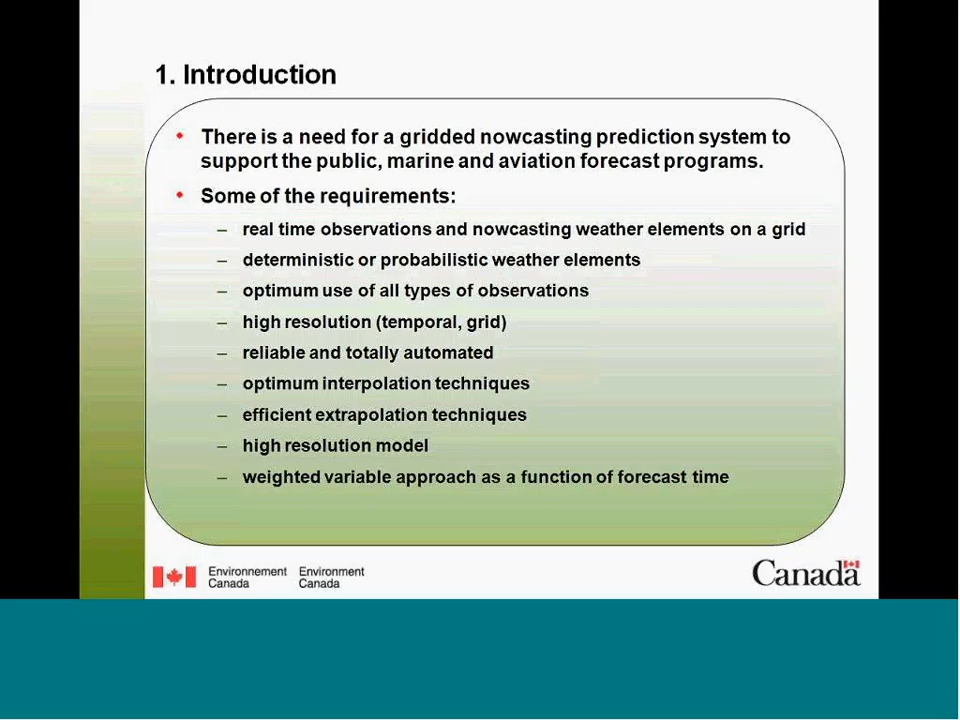 1. Introduction
• There is a need for a gridded nowcasting prediction system to
support the public, marine and aviation forecast programs.
• Some of the requirements:
– real time observations and nowcasting weather elements on a grid
– deterministic or probabilistic weather elements
– optimum use of all types of observations
– high resolution (temporal, grid)
– reliable and totally automated
– optimum interpolation techniques
– efficient extrapolation techniques
– high resolution model
– weighted variable approach as a function of forecast time
Environnement
Canada
Environment
Canada
Canada